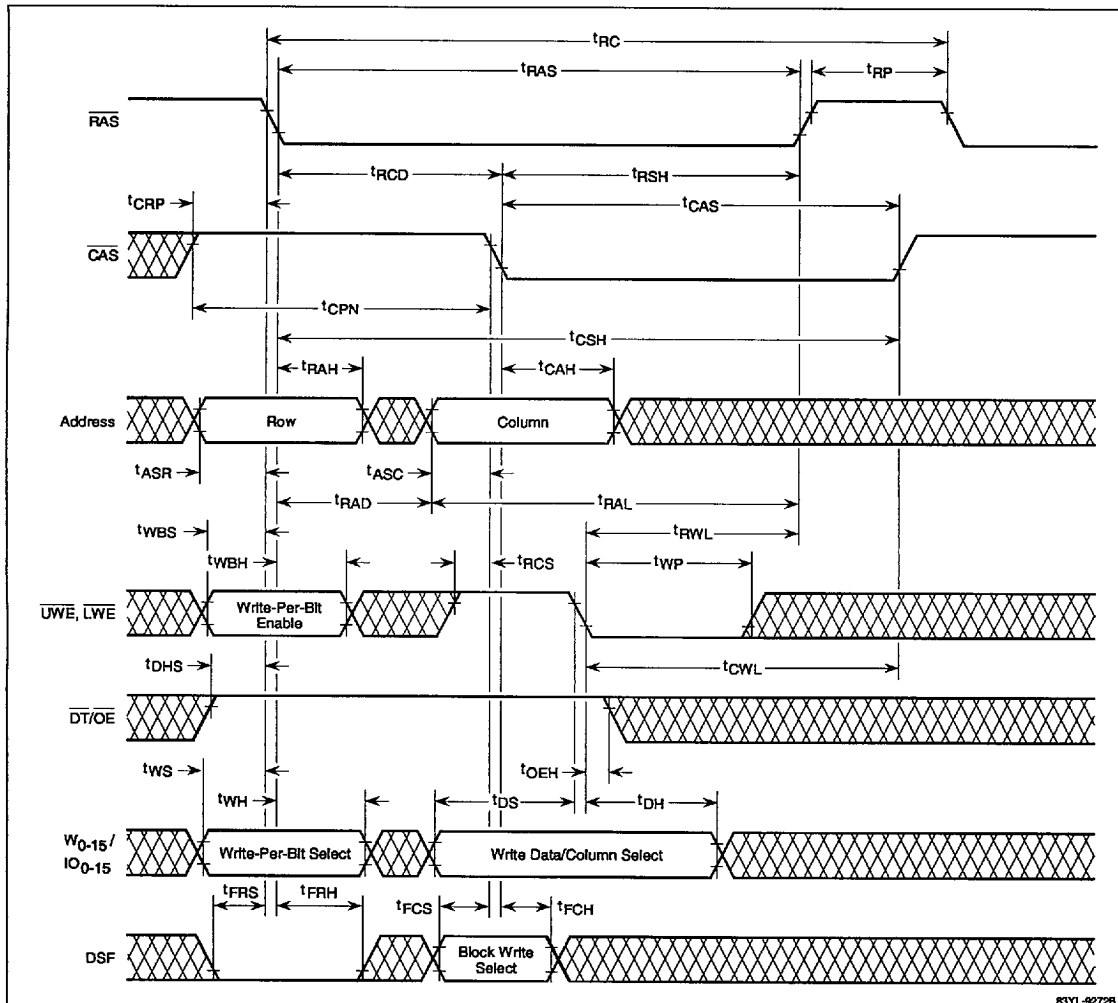 tRC
tRAS
tRP
RAS
tRCD
tRSH
tCRP
tCAS
CAS
tCPN
tCSH
tRAH
tCAH
Address
Row
Column
tASR
tASC
tRAD
tRAL
tWBS
tRWL
tWBH
tRCS
tWP
UWE, LWE
Write-Per-Bit
Enable
tDHS
tCWL
DT/OE
tWS
tOEH
tWH
tDS
tDH
W0-15/
IO0-15
Write-Per-Bit Select
Write Data/Column Select
tFRS
tFRH
tFCS
tFCH
DSF
Block Write
Select
83YL-9272B